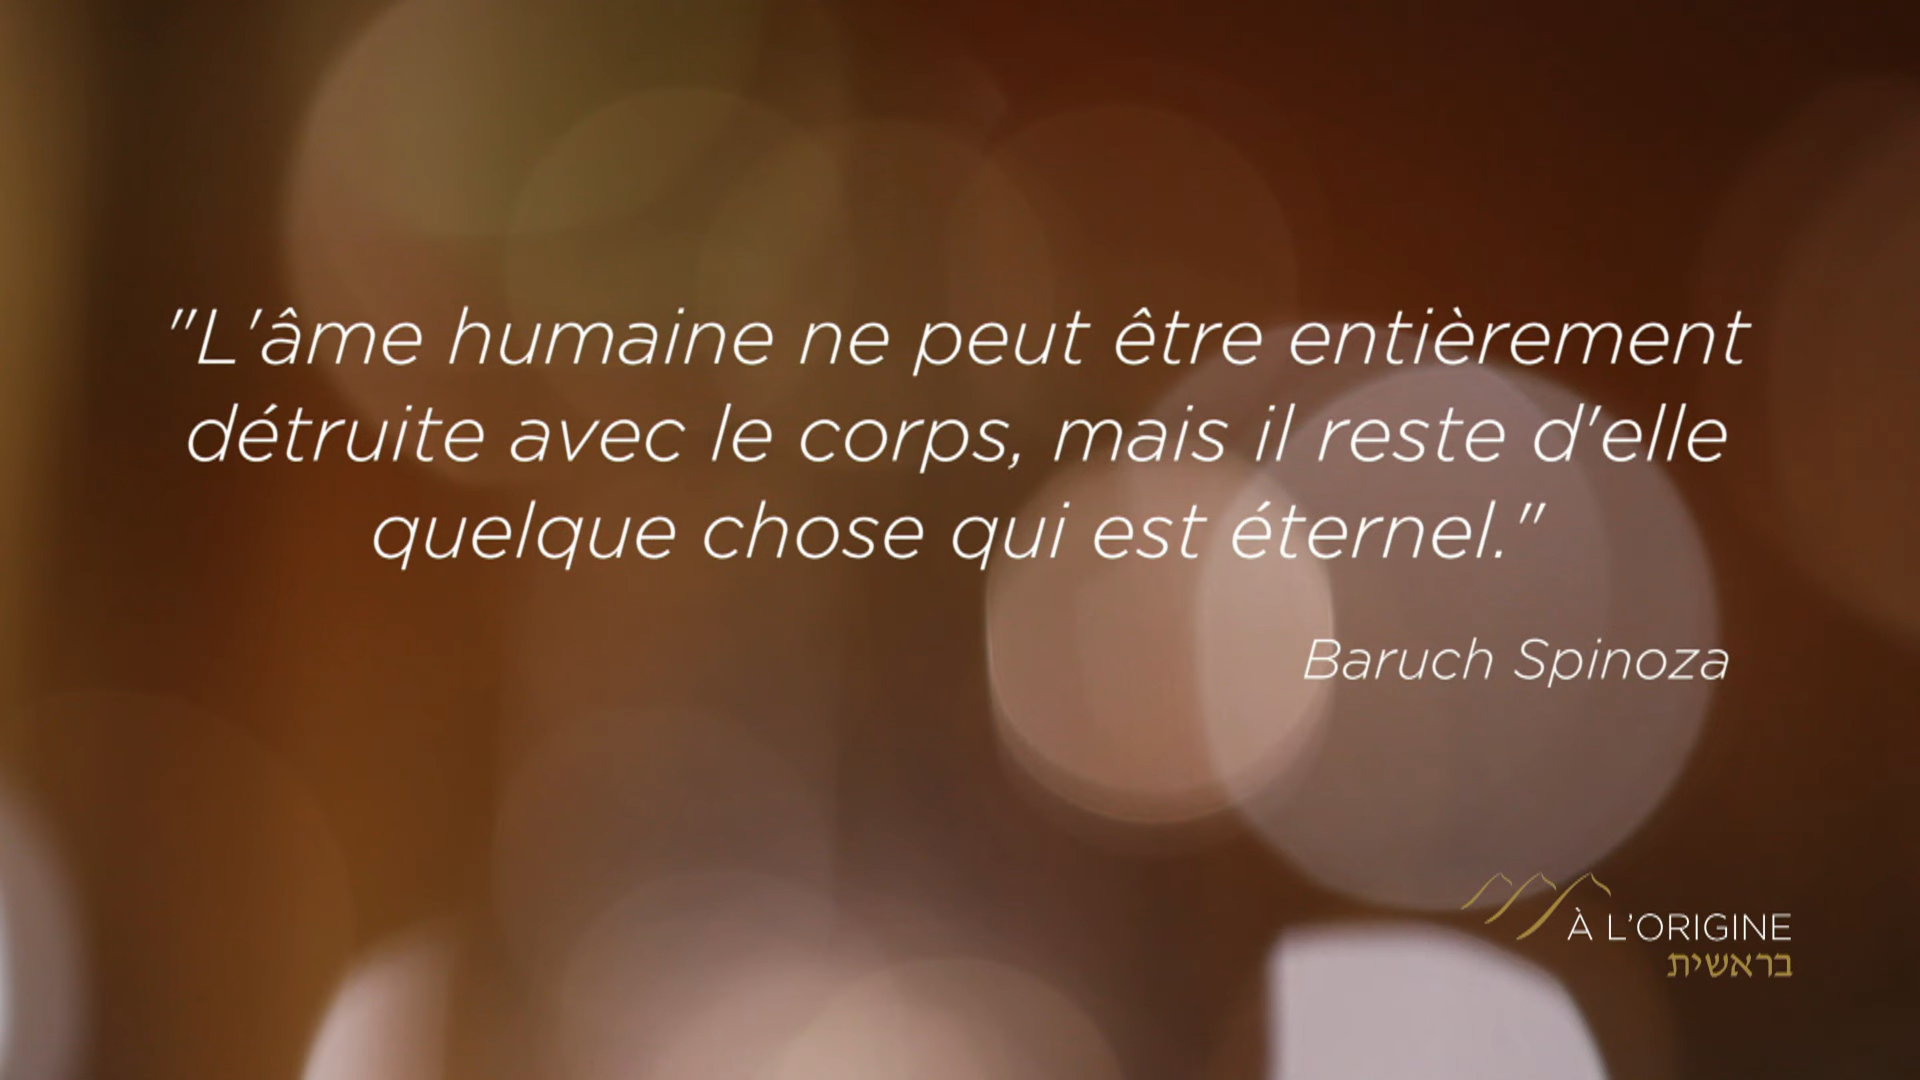 "L'âme humaine ne peut être entièrement
détruite avec le corps, mais il reste d'elle
quelque chose qui est éternel."
Baruch Spinoza
À L'ORIGINE
בראשית